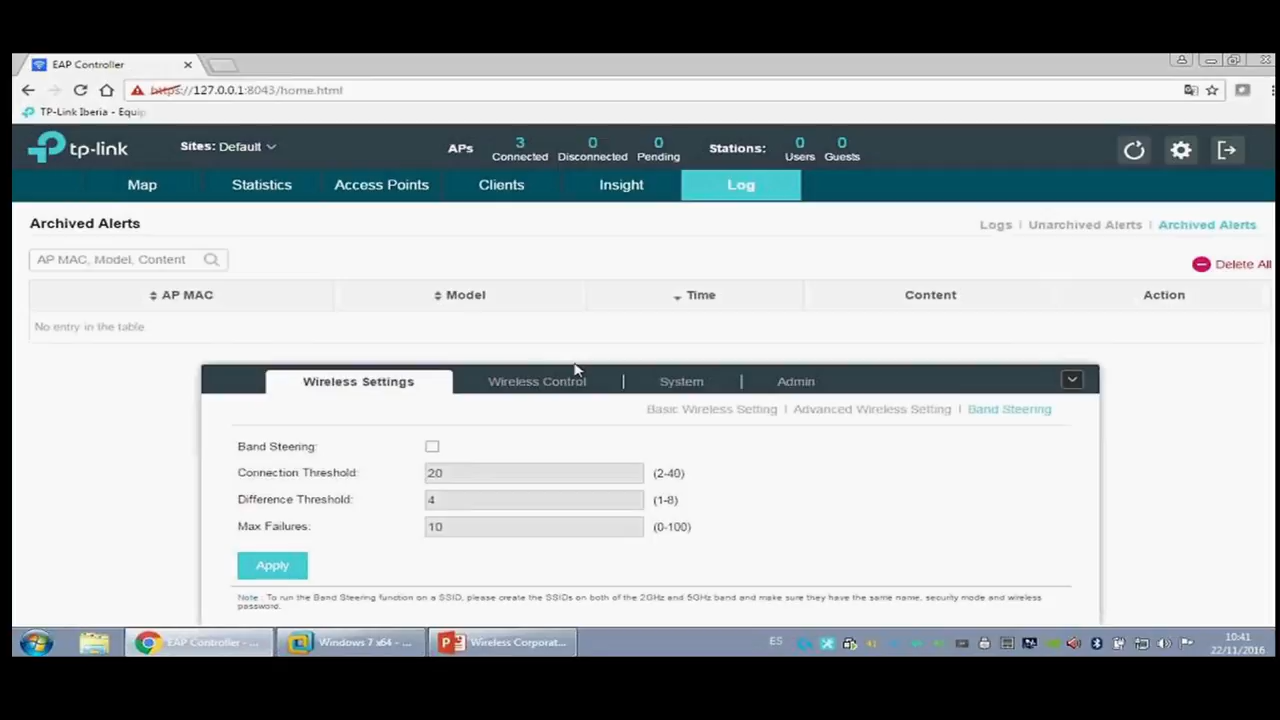 EAP Controller
https://127.0.0.1:8043/home.html
TP-Link Iberia - Equip
tp-link
Sites: Default
APs
3
Connected
0
Disconnected
0
Pending
Stations:
0
Users
0
Guests
Map
Statistics
Access Points
Clients
Insight
Log
Archived Alerts
Logs | Unarchived Alerts | Archived Alerts
AP MAC, Model, Content
Delete All
AP MAC
Model
Time
Content
Action
No entry in the table.
Wireless Settings
Wireless Control
|
System
|
Admin
Basic Wireless Setting | Advanced Wireless Setting | Band Steering
Band Steering:
Connection Threshold:
20
(2-40)
Difference Threshold:
4
(1-8)
Max Failures:
10
(0-100)
Apply
Note : To run the Band Steering function on a SSID, please create the SSIDs on both of the 2GHz and 5GHz band and make sure they have the same name, security mode and wireless
password.
EAP Controller - ...
Windows 7 x64 - ...
Wireless Corporat...
ES
10:41
22/11/2016